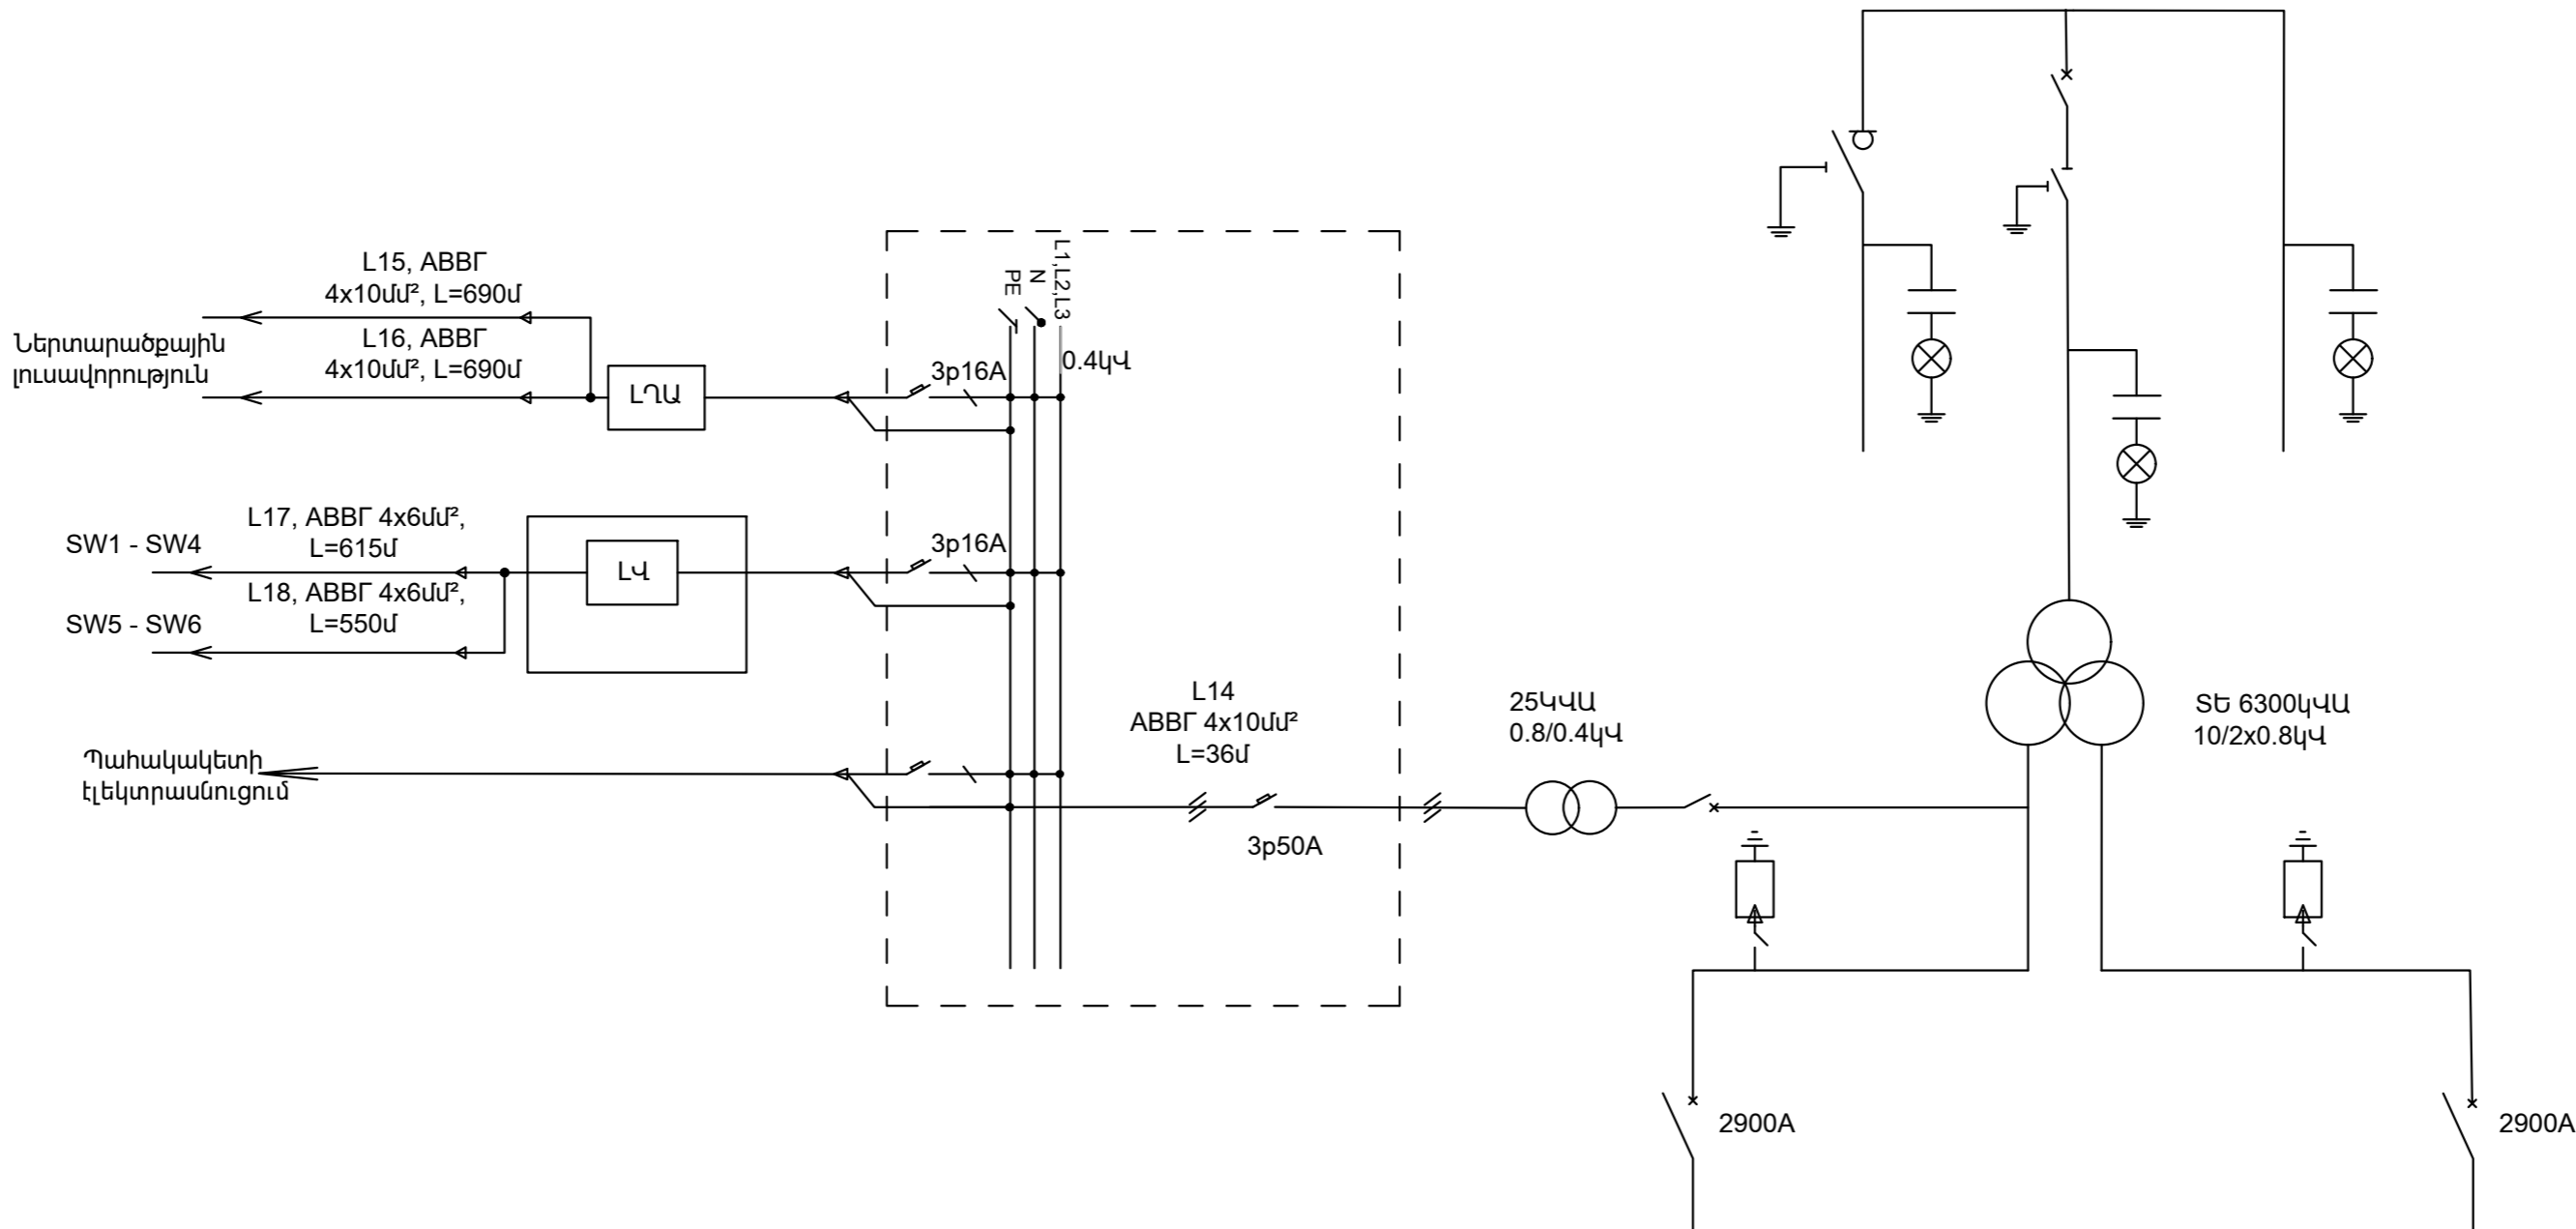 L15, АВВГ
4x10մմ², L=690մ
Ներտարածքային
լուսավորություն
L16, АВВГ
4x10մմ², L=690մ
ԼՂԱ
3p16A
PE
N
L1,L2,L3
0.4կՎ
SW1 - SW4
L17, АВВГ 4x6մմ²,
L=615մ
ԼՎ
3p16A
SW5 - SW6
L18, АВВГ 4x6մմ²,
L=550մ
Պահակակետի
էլեկտրասնուցում
L14
АВВГ 4x10մմ²
L=36մ
3p50A
25ԿՎԱ
0.8/0.4կՎ
ՏԵ 6300կՎԱ
10/2x0.8կՎ
2900A
2900A